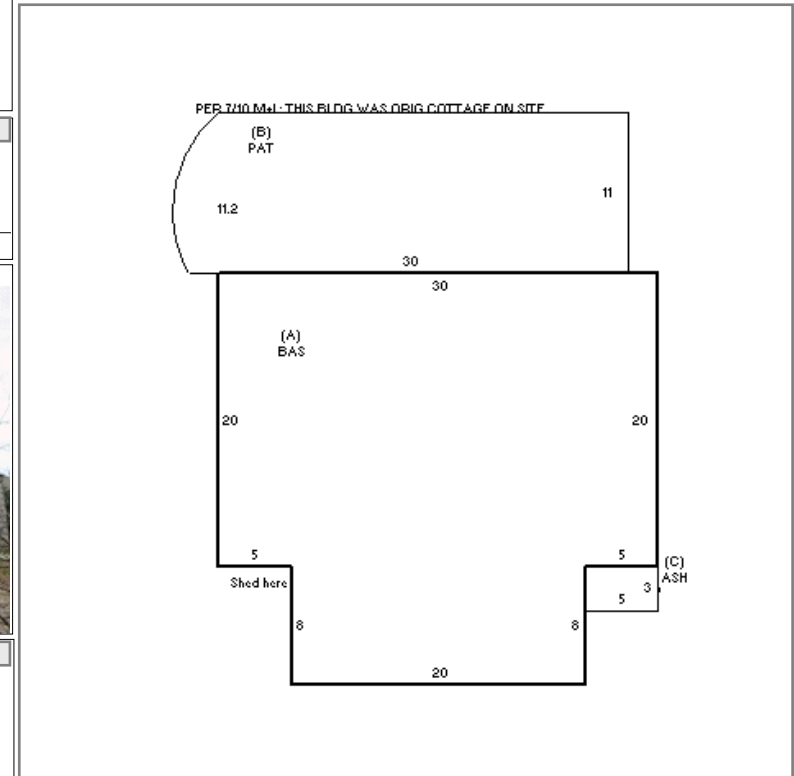 PER 7/10 M+L: THIS BLDG WAS ORIG COTTAGE ON SITE
(B)
PAT
11
11.2
30
30
(A)
BAS
20
20
5
5
(C)
ASH
Shed here
3
5
8
8
20